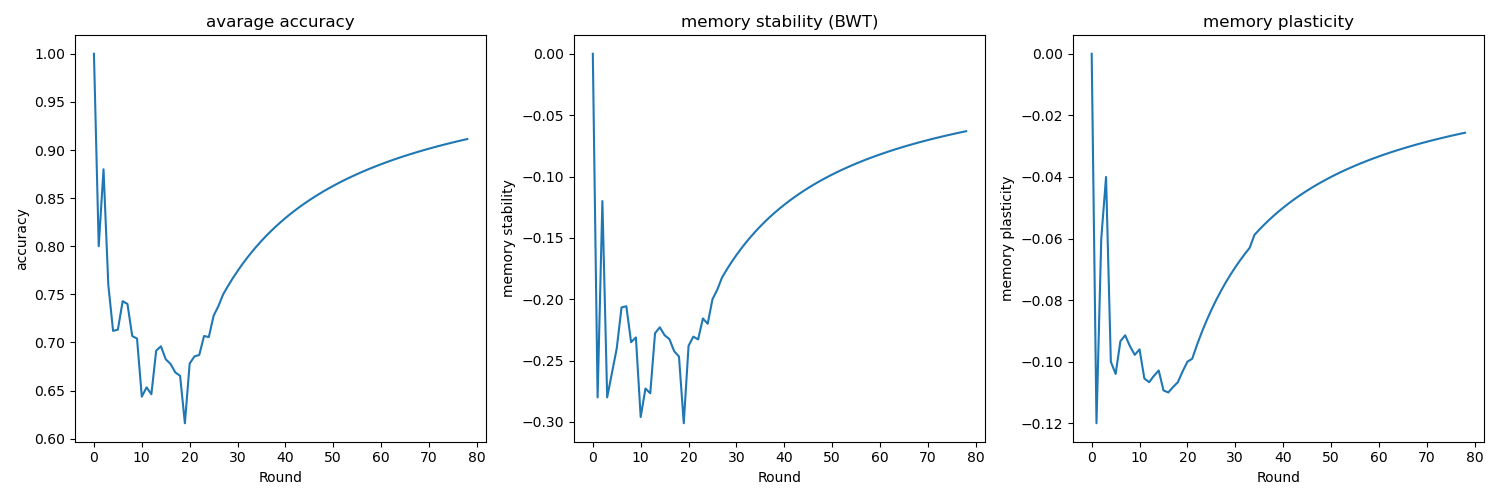 avarage accuracy
accuracy
1.00
0.95
0.90
0.85
0.80
0.75
0.70
0.65
0.60
0 10 20 30 40 50 60 70 80
Round
memory stability (BWT)
memory stability
0.00
−0.05
−0.10
−0.15
−0.20
−0.25
−0.30
0 10 20 30 40 50 60 70 80
Round
memory plasticity
memory plasticity
0.00
−0.02
−0.04
−0.06
−0.08
−0.10
−0.12
0 10 20 30 40 50 60 70 80
Round